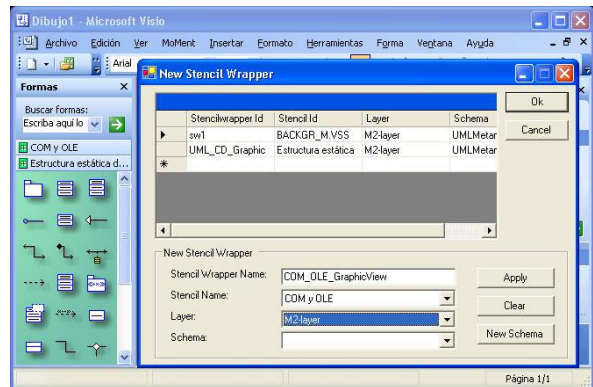 Dibujo1 - Microsoft Visio
Archivo Edición Ver MoMent Insertar Eormato Herramientas Forma Ventana Ayuda
Arial
New Stencil Wrapper
Formas
Buscar formas:
Escriba aquí lo
COM y OLE
Estructura estática d...
Stencilwrapper Id Stencil Id Layer Schema
sw1 BACKGR_M.VSS M2-layer UMLMetar
UML_CD_Graphic Estructura estática M2-layer UMLMetar
Ok
Cancel
New Stencil Wrapper
Stencil Wrapper Name: COM_OLE_GraphicView
Stencil Name: COM y OLE
Layer: M2-layer
Schema:
Apply
Clear
New Schema
Página 1/1